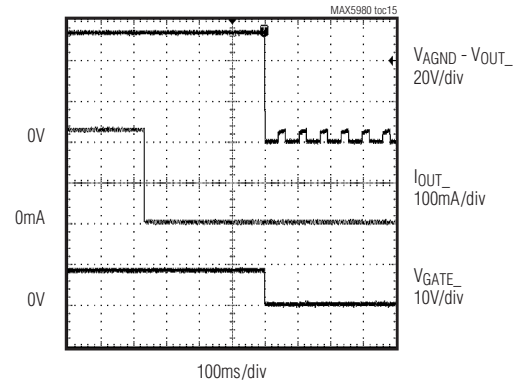 MAX5980 toc15
VAGND - VOUT_
20V/div
0V
IOUT_
100mA/div
0mA
VGATE_
10V/div
0V
100ms/div